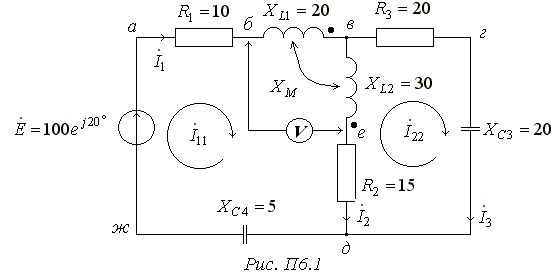 R1=10
XL1=20
R3=20
а
б
в
г
İ1
XM
XL2=30
Ė=100e^j20°
İ11
V
е
İ22
XC3=20
R2=15
XC4=5
İ2
İ3
ж
д
Рис. П6.1